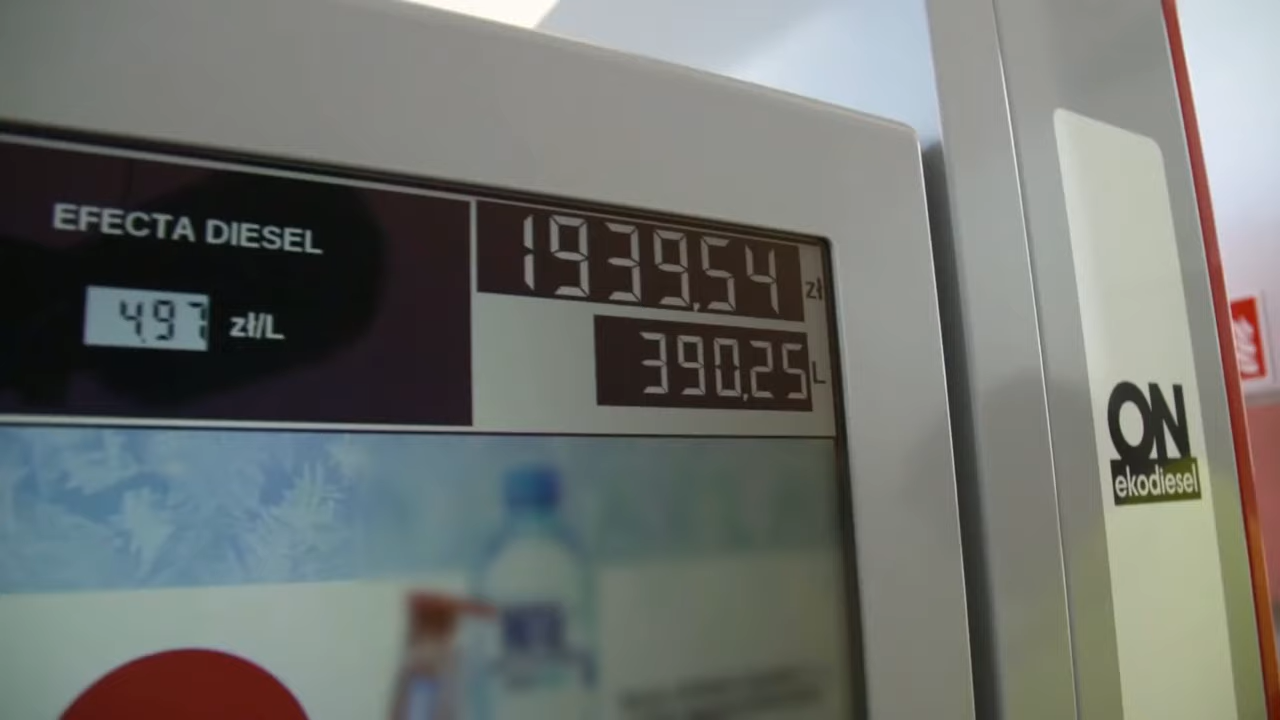 EFECTA DIESEL
4,97 zł/L
1939,54 zł
390,25 L
ON
ekodiesel